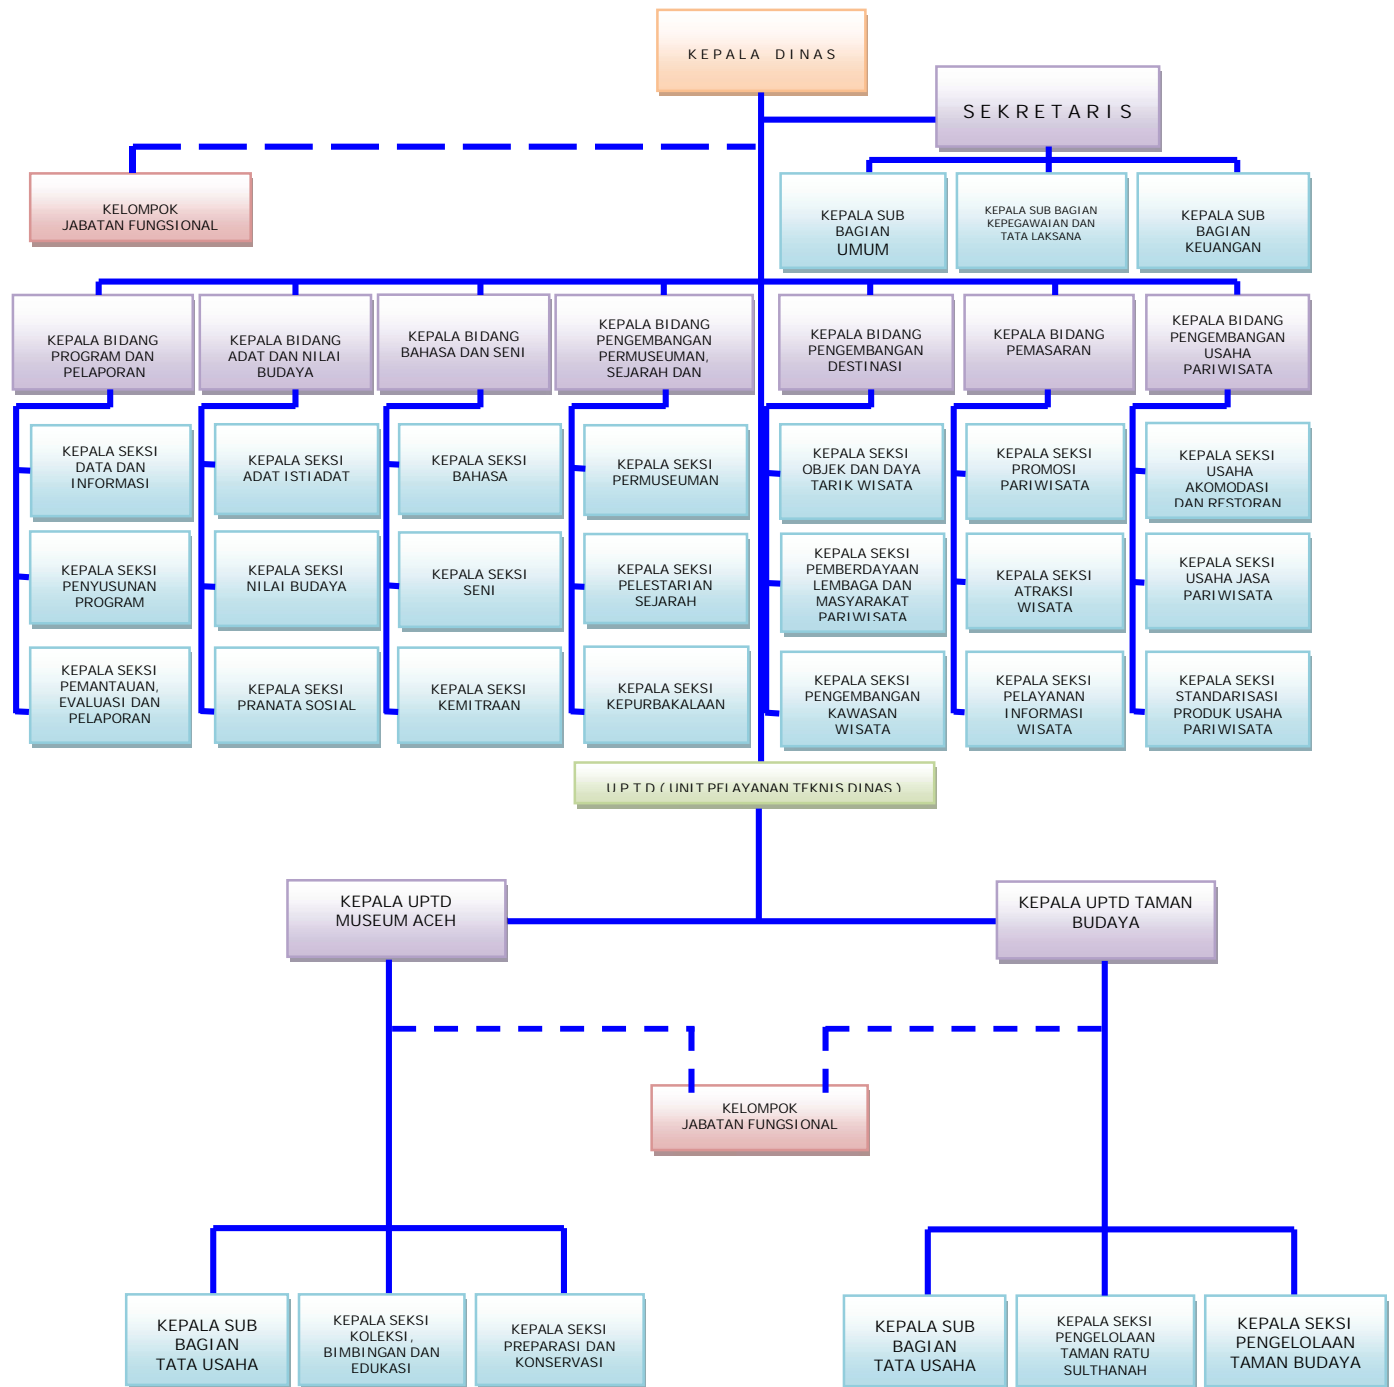 KEPALA DINAS
SEKRETARIS
KELOMPOK
JABATAN FUNGSIONAL
KEPALA SUB
BAGIAN
UMUM
KEPALA SUB BAGIAN
KEPEGAWAIAN DAN
TATA LAKSANA
KEPALA SUB
BAGIAN
KEUANGAN
KEPALA BIDANG
PROGRAM DAN
PELAPORAN
KEPALA BIDANG
ADAT DAN NILAI
BUDAYA
KEPALA BIDANG
BAHASA DAN SENI
KEPALA BIDANG
PENGEMBANGAN
PERMUSEUMAN,
SEJARAH DAN
KEPALA BIDANG
PENGEMBANGAN
DESTINASI
KEPALA BIDANG
PEMASARAN
KEPALA BIDANG
PENGEMBANGAN
USAHA
PARIWISATA
KEPALA SEKSI
DATA DAN
INFORMASI
KEPALA SEKSI
ADAT ISTIADAT
KEPALA SEKSI
BAHASA
KEPALA SEKSI
PERMUSEUMAN
KEPALA SEKSI
OBJEK DAN DAYA
TARIK WISATA
KEPALA SEKSI
PROMOSI
PARIWISATA
KEPALA SEKSI
USAHA
AKOMODASI
DAN RESTORAN
KEPALA SEKSI
PENYUSUNAN
PROGRAM
KEPALA SEKSI
NILAI BUDAYA
KEPALA SEKSI
SENI
KEPALA SEKSI
PELESTARIAN
SEJARAH
KEPALA SEKSI
PEMBERDAYAAN
LEMBAGA DAN
MASYARAKAT
PARIWISATA
KEPALA SEKSI
ATRAKSI
WISATA
KEPALA SEKSI
USAHA JASA
PARIWISATA
KEPALA SEKSI
PEMANTAUAN,
EVALUASI DAN
PELAPORAN
KEPALA SEKSI
PRANATA SOSIAL
KEPALA SEKSI
KEMITRAAN
KEPALA SEKSI
KEPURBAKALAAN
KEPALA SEKSI
PENGEMBANGAN
KAWASAN
WISATA
KEPALA SEKSI
PELAYANAN
INFORMASI
WISATA
KEPALA SEKSI
STANDARISASI
PRODUK USAHA
PARIWISATA
U P T D ( UNIT PELAYANAN TEKNIS DINAS )
KEPALA UPTD
MUSEUM ACEH
KEPALA UPTD TAMAN
BUDAYA
KELOMPOK
JABATAN FUNGSIONAL
KEPALA SUB
BAGIAN
TATA USAHA
KEPALA SEKSI
KOLEKSI,
BIMBINGAN DAN
EDUKASI
KEPALA SEKSI
PREPARASI DAN
KONSERVASI
KEPALA SUB
BAGIAN
TATA USAHA
KEPALA SEKSI
PENGELOLAAN
TAMAN RATU
SULTHANAH
KEPALA SEKSI
PENGELOLAAN
TAMAN BUDAYA